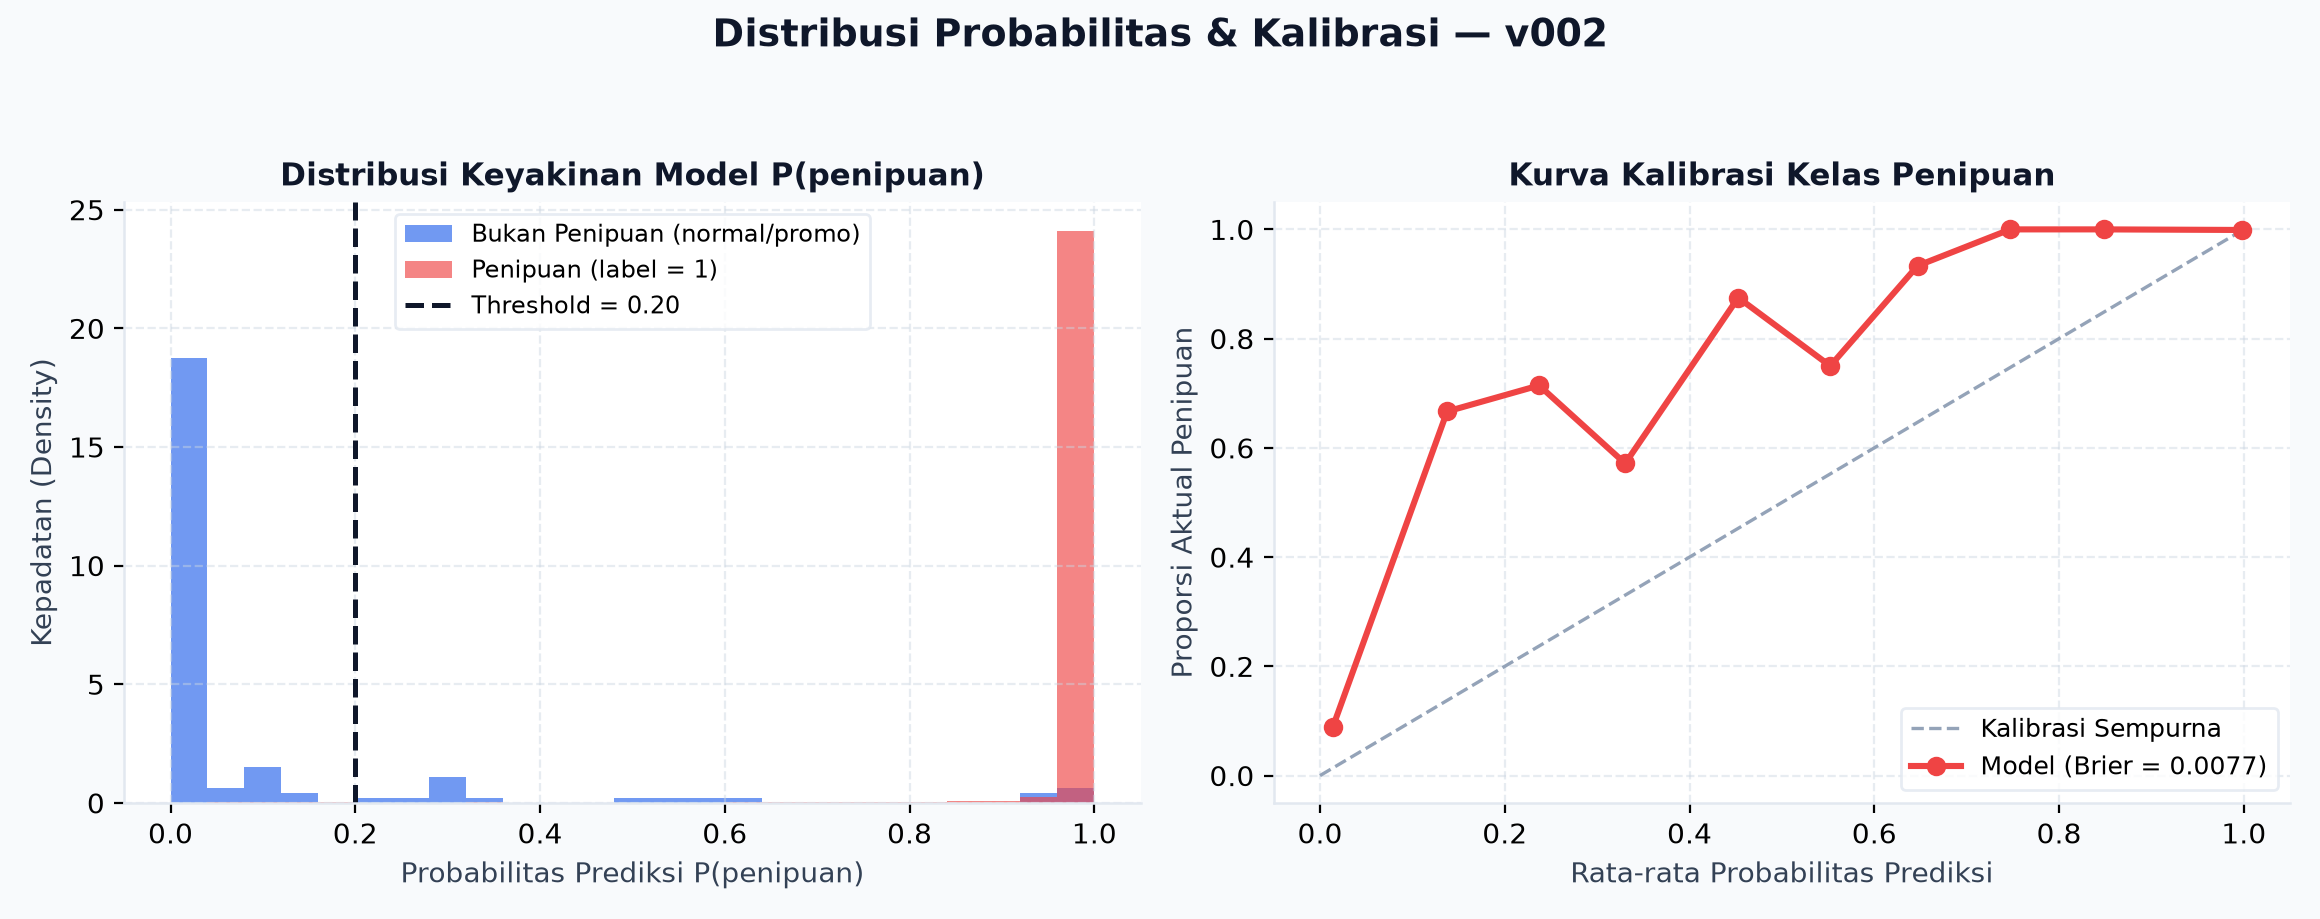 Distribusi Probabilitas & Kalibrasi — v002
Distribusi Keyakinan Model P(penipuan)
Kepadatan (Density)
25
20
15
10
5
0
Bukan Penipuan (normal/promo)
Penipuan (label = 1)
Threshold = 0.20
0.0 0.2 0.4 0.6 0.8 1.0
Probabilitas Prediksi P(penipuan)
Kurva Kalibrasi Kelas Penipuan
Proporsi Aktual Penipuan
1.0
0.8
0.6
0.4
0.2
0.0
Kalibrasi Sempurna
Model (Brier = 0.0077)
0.0 0.2 0.4 0.6 0.8 1.0
Rata-rata Probabilitas Prediksi